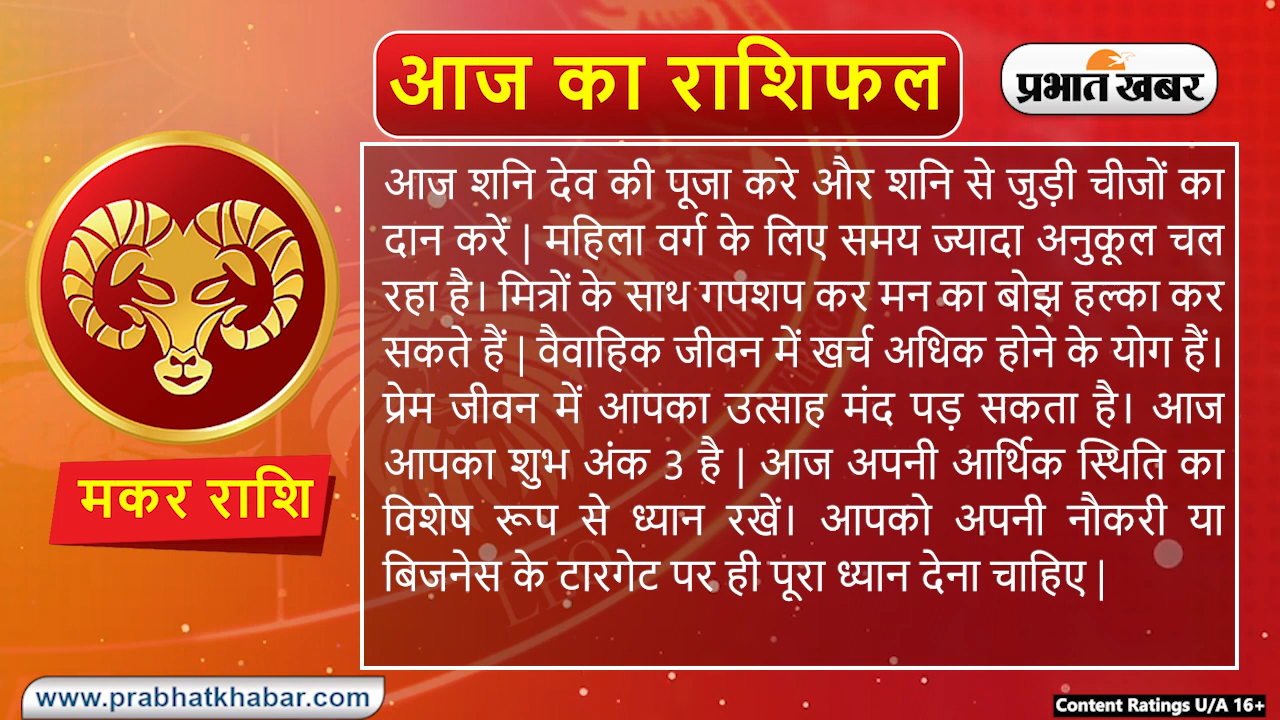 आज का राशिफल
प्रभात खबर
आज शनि देव की पूजा करे और शनि से जुड़ी चीजों का
दान करें | महिला वर्ग के लिए समय ज्यादा अनुकूल चल
रहा है। मित्रों के साथ गपशप कर मन का बोझ हल्का कर
सकते हैं | वैवाहिक जीवन में खर्च अधिक होने के योग हैं।
प्रेम जीवन में आपका उत्साह मंद पड़ सकता है। आज
आपका शुभ अंक 3 है | आज अपनी आर्थिक स्थिति का
विशेष रूप से ध्यान रखें। आपको अपनी नौकरी या
बिजनेस के टारगेट पर ही पूरा ध्यान देना चाहिए |
मकर राशि
LEO
www.prabhatkhabar.com
Content Ratings U/A 16+